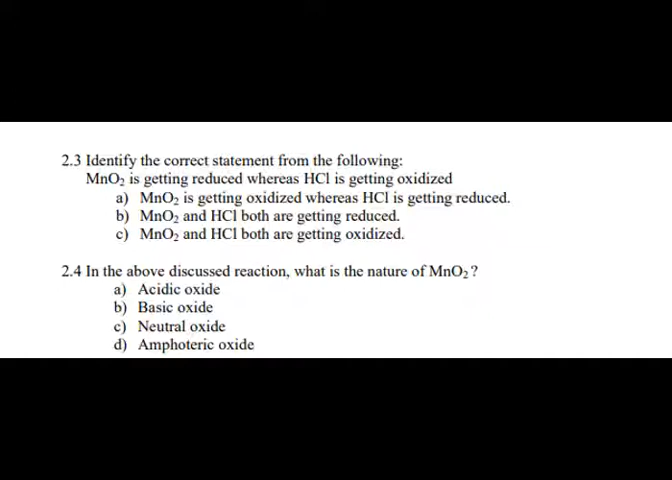 2.3 Identify the correct statement from the following:
MnO₂ is getting reduced whereas HCl is getting oxidized
a) MnO₂ is getting oxidized whereas HCl is getting reduced.
b) MnO₂ and HCl both are getting reduced.
c) MnO₂ and HCl both are getting oxidized.
2.4 In the above discussed reaction, what is the nature of MnO₂?
a) Acidic oxide
b) Basic oxide
c) Neutral oxide
d) Amphoteric oxide